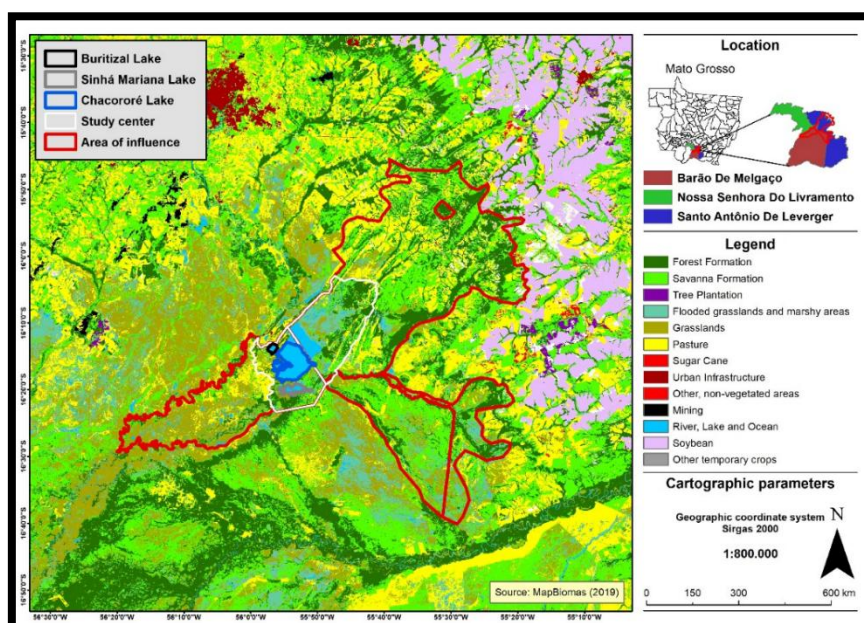 Buritizal Lake
Sinhá Mariana Lake
Chacororé Lake
Study center
Area of influence
56°30'0"W
56°20'0"W
56°10'0"W
56°0'0"W
55°50'0"W
55°40'0"W
55°30'0"W
55°20'0"W
Source: MapBiomas (2019)
Location
Mato Grosso
Barão De Melgaço
Nossa Senhora Do Livramento
Santo Antônio De Leverger
Legend
Forest Formation
Savanna Formation
Tree Plantation
Flooded grasslands and marshy areas
Grasslands
Pasture
Sugar Cane
Urban Infrastructure
Other, non-vegetated areas
Mining
River, Lake and Ocean
Soybean
Other temporary crops
Cartographic parameters
Geographic coordinate system
Sirgas 2000
N
1:800.000
0 150 300 600 km